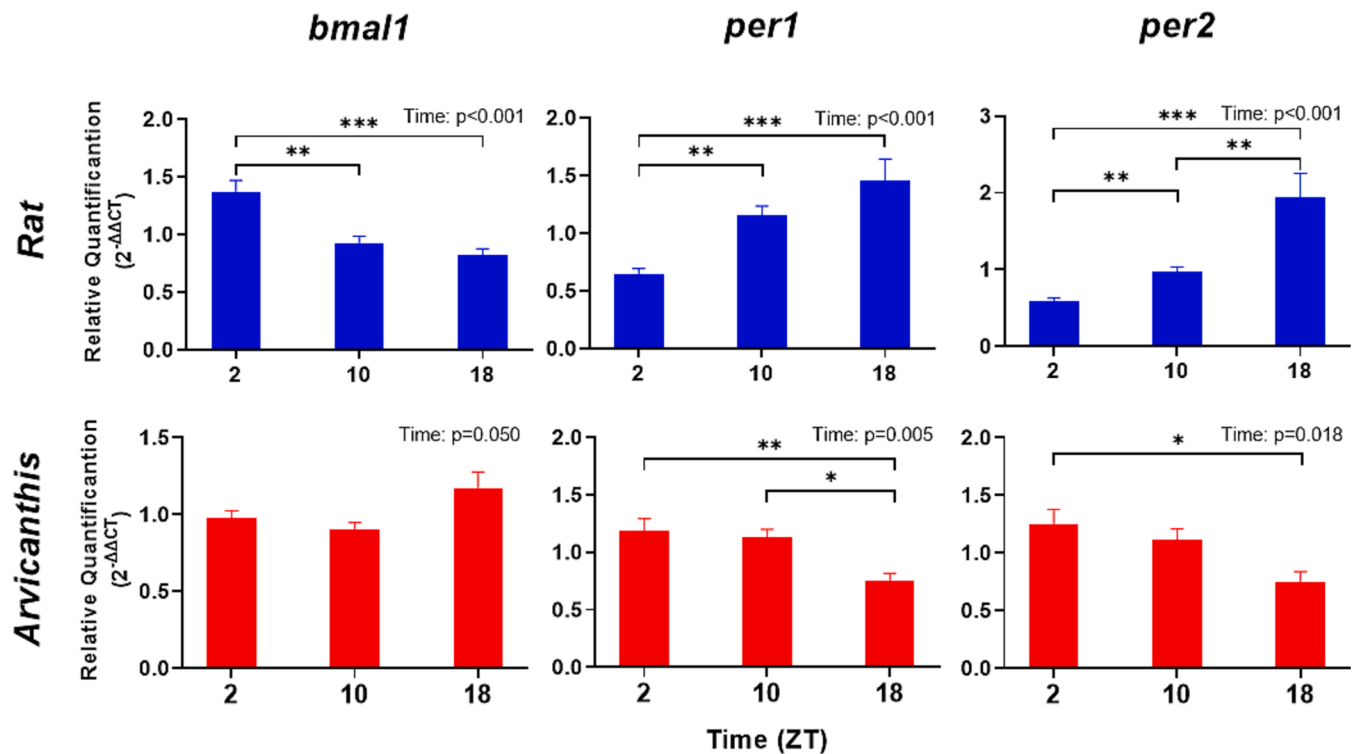 bmal1 per1 per2
Rat
Relative Quantificantion
(2^-ΔΔCT)
Time: p<0.001
***
**
2.0
1.5
1.0
0.5
0.0
2 10 18
Time: p<0.001
***
**
2.0
1.5
1.0
0.5
0.0
2 10 18
Time: p<0.001
***
**
**
3
2
1
0
2 10 18
Arvicanthis
Relative Quantificantion
(2^-ΔΔCT)
Time: p=0.050
1.5
1.0
0.5
0.0
2 10 18
Time: p=0.005
**
*
2.0
1.5
1.0
0.5
0.0
2 10 18
Time: p=0.018
*
2.0
1.5
1.0
0.5
0.0
2 10 18
Time (ZT)